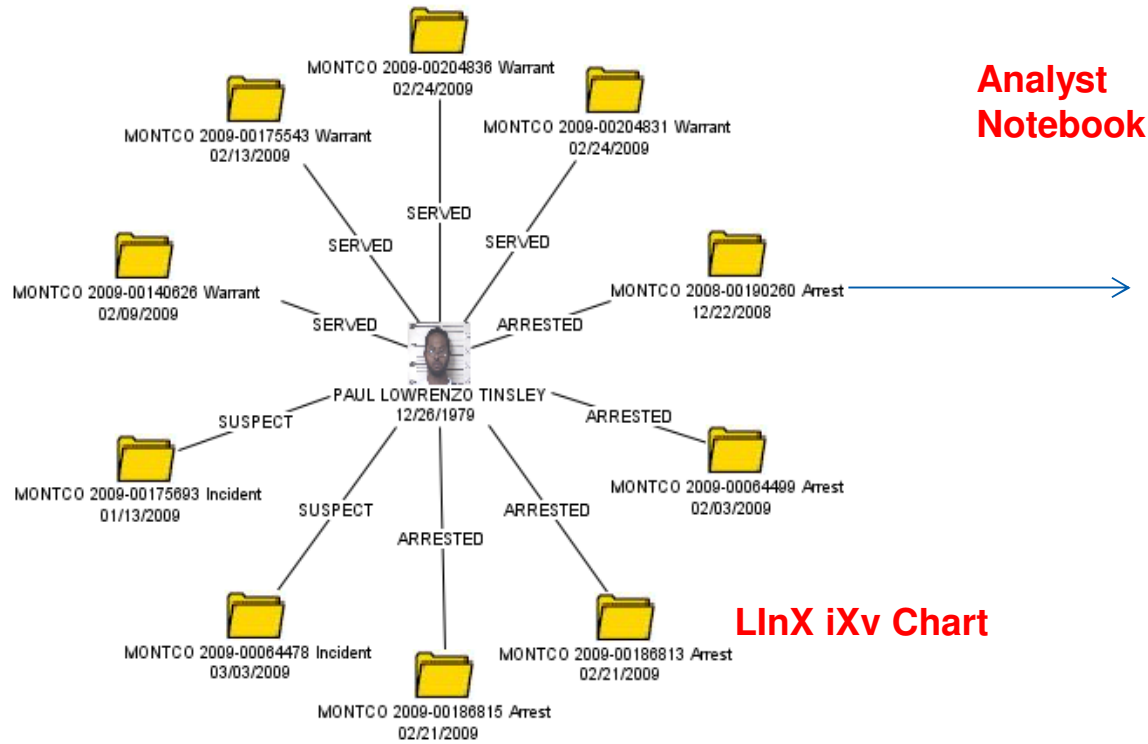 MONTCO 2009-00204836 Warrant
02/24/2009
Analyst
Notebook
MONTCO 2009-00175543 Warrant
02/13/2009
MONTCO 2009-00204831 Warrant
02/24/2009
SERVED
SERVED
SERVED
MONTCO 2009-00140626 Warrant
02/09/2009
MONTCO 2008-00190260 Arrest
12/22/2008
SERVED
ARRESTED
PAUL LOWRENZO TINSLEY
12/26/1979
SUSPECT
ARRESTED
MONTCO 2009-00175693 Incident
01/13/2009
MONTCO 2009-00064499 Arrest
02/03/2009
SUSPECT
ARRESTED
ARRESTED
LInX iXv Chart
MONTCO 2009-00064478 Incident
03/03/2009
MONTCO 2009-00186813 Arrest
02/21/2009
MONTCO 2009-00186815 Arrest
02/21/2009